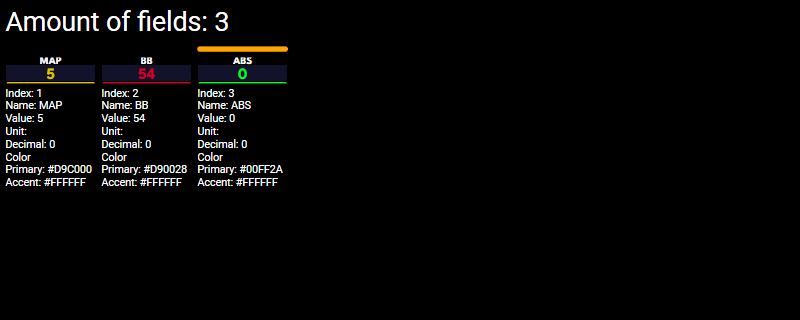 Amount of fields: 3
MAP BB ABS
5 54 0
Index: 1 Index: 2 Index: 3
Name: MAP Name: BB Name: ABS
Value: 5 Value: 54 Value: 0
Unit: Unit: Unit:
Decimal: 0 Decimal: 0 Decimal: 0
Color Color Color
Primary: #D9C000 Primary: #D90028 Primary: #00FF2A
Accent: #FFFFFF Accent: #FFFFFF Accent: #FFFFFF